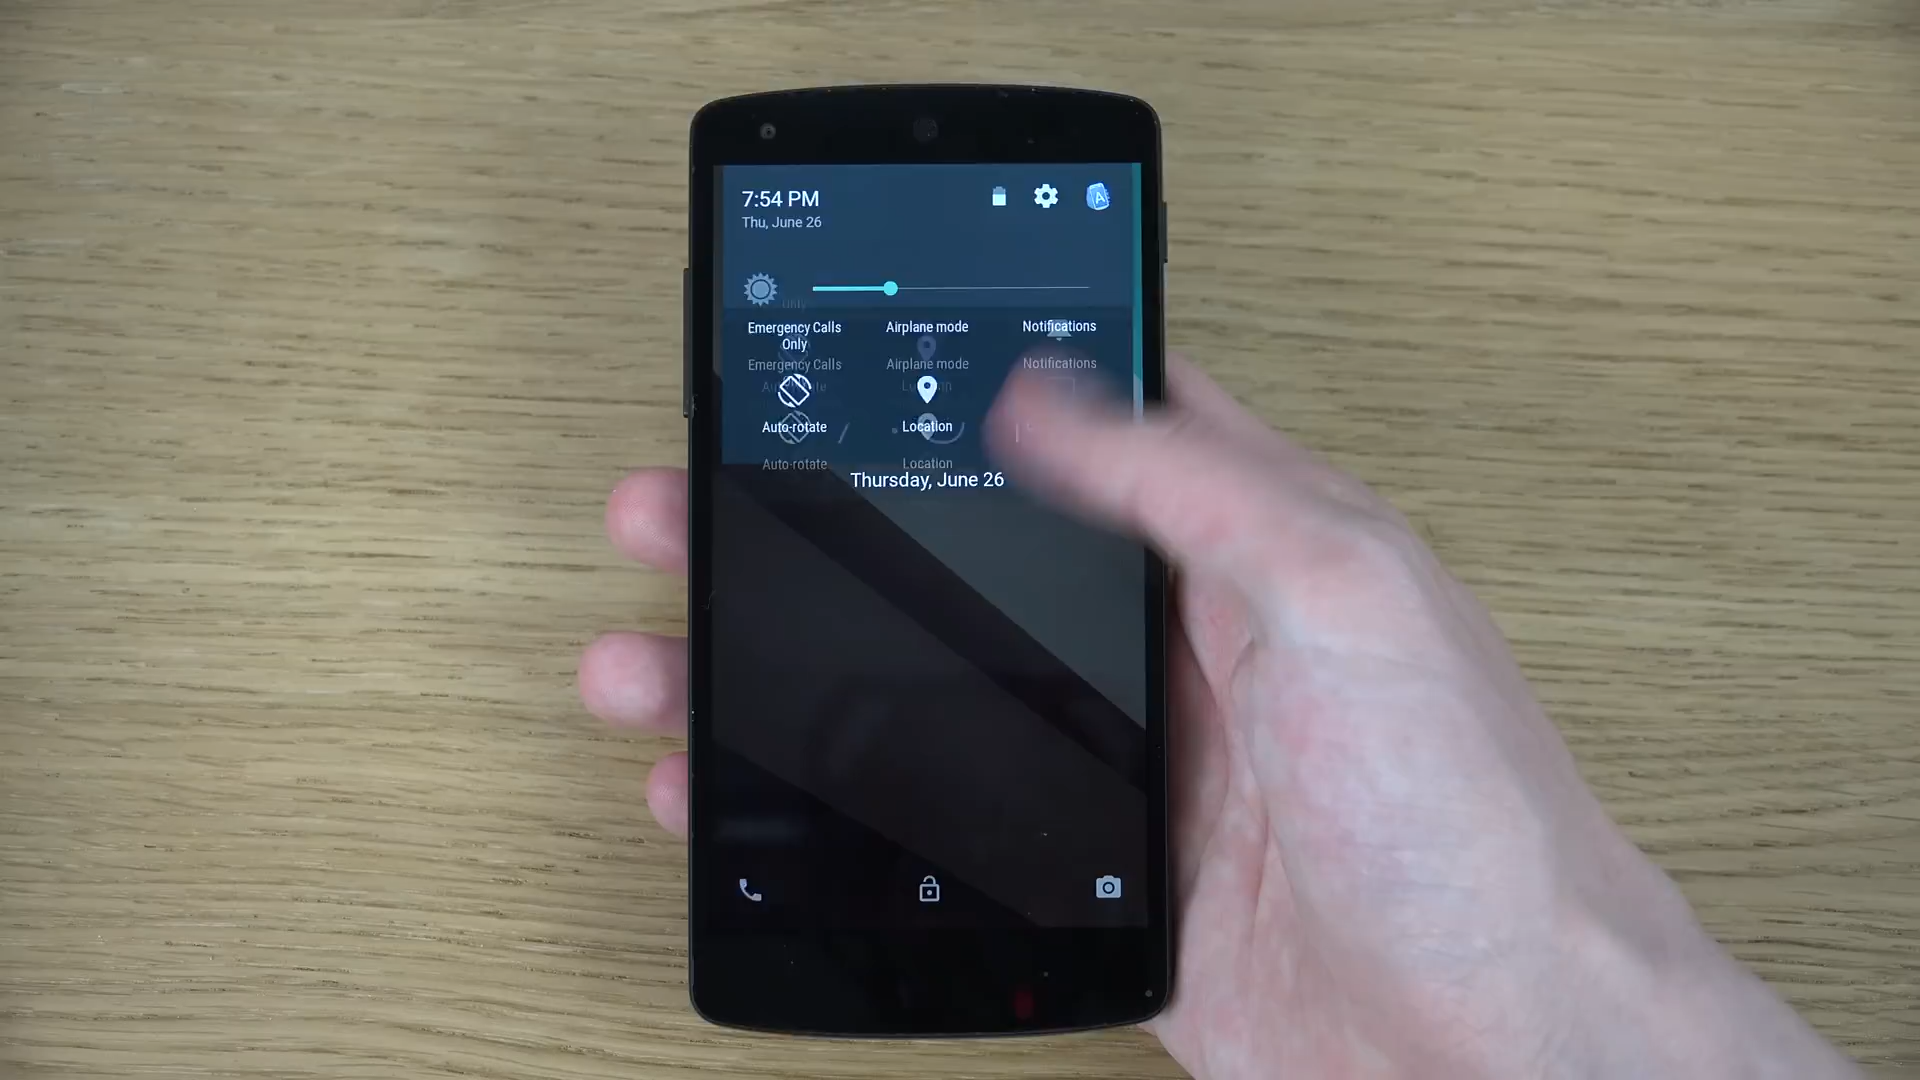 7:54 PM
Thu, June 26
Only
Emergency Calls
Only
Airplane mode
Notifications
Emergency Calls
Airplane mode
Notifications
Auto-rotate
Location
Auto-rotate
Location
Thursday, June 26